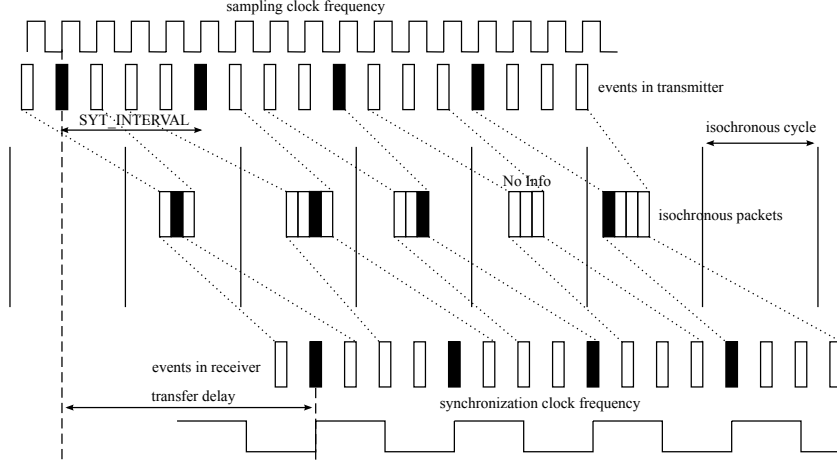 sampling clock frequency
events in transmitter
SYT_INTERVAL
isochronous cycle
No Info
isochronous packets
events in receiver
transfer delay
synchronization clock frequency